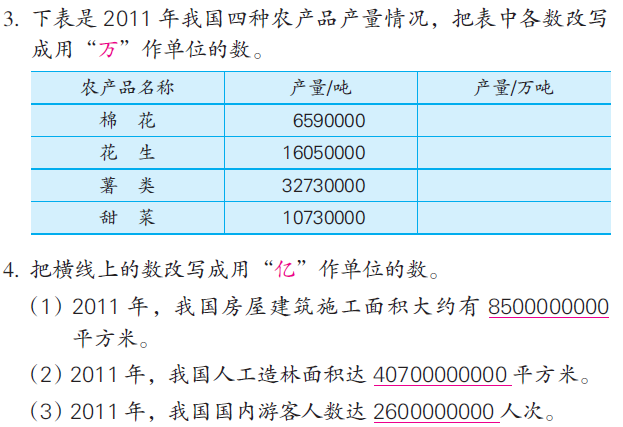 3. 下表是 2011 年我国四种农产品产量情况，把表中各数改写
成用“万”作单位的数。
农产品名称 产量/吨 产量/万吨
棉 花 6590000
花 生 16050000
薯 类 32730000
甜 菜 10730000
4. 把横线上的数改写成用“亿”作单位的数。
（1）2011 年，我国房屋建筑施工面积大约有 8500000000
平方米。
（2）2011 年，我国人工造林面积达 40700000000 平方米。
（3）2011 年，我国国内游客人数达 2600000000 人次。